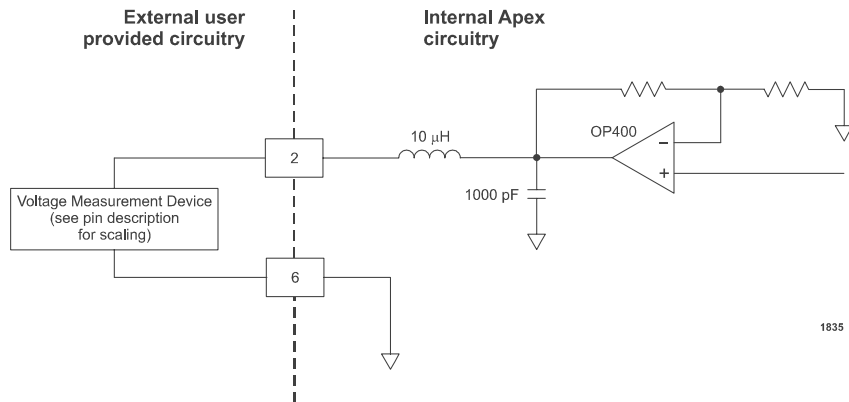 External user
provided circuitry
Internal Apex
circuitry
OP400
10 μH
2
–
+
1000 pF
Voltage Measurement Device
(see pin description
for scaling)
6
1835